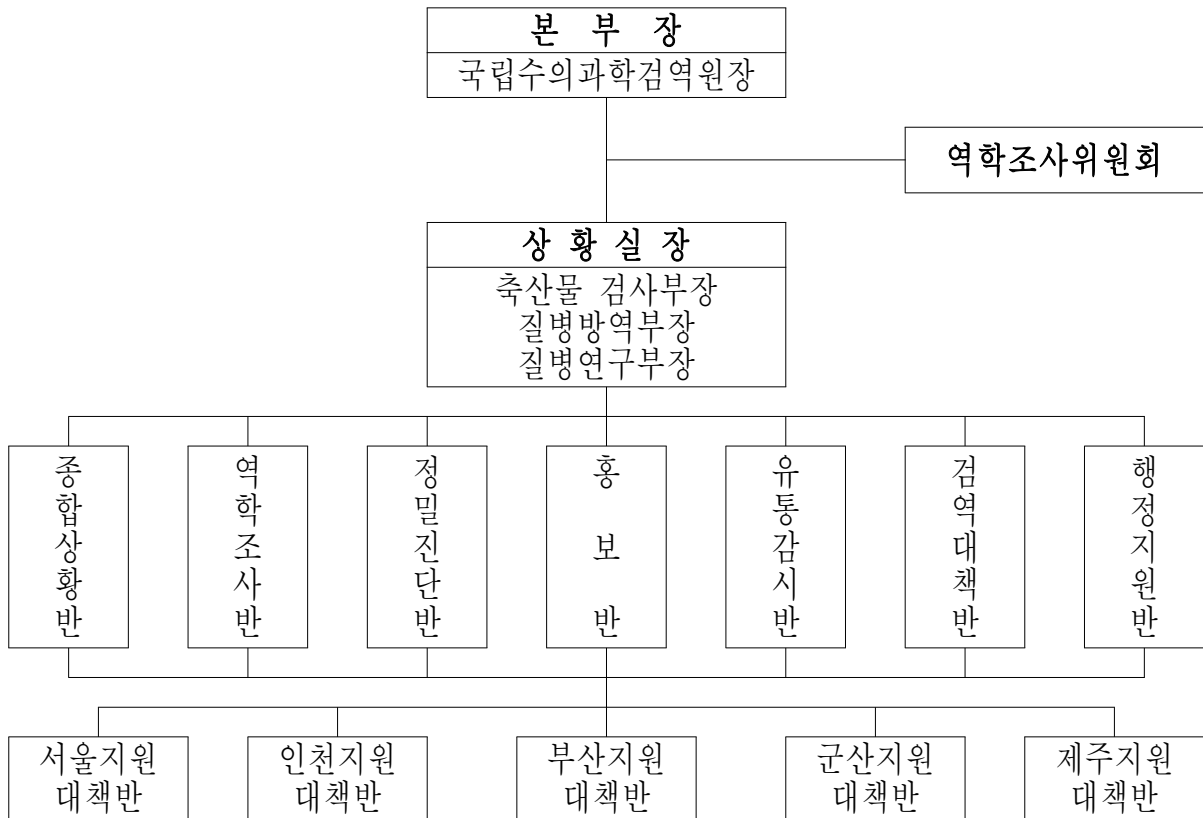 본 부 장
국립수의과학검역원장
역학조사위원회
상 황 실 장
축산물 검사부장
질병방역부장
질병연구부장
종합상황반
역학조사반
정밀진단반
홍 보 반
유통감시반
검역대책반
행정지원반
서울지원
대책반
인천지원
대책반
부산지원
대책반
군산지원
대책반
제주지원
대책반